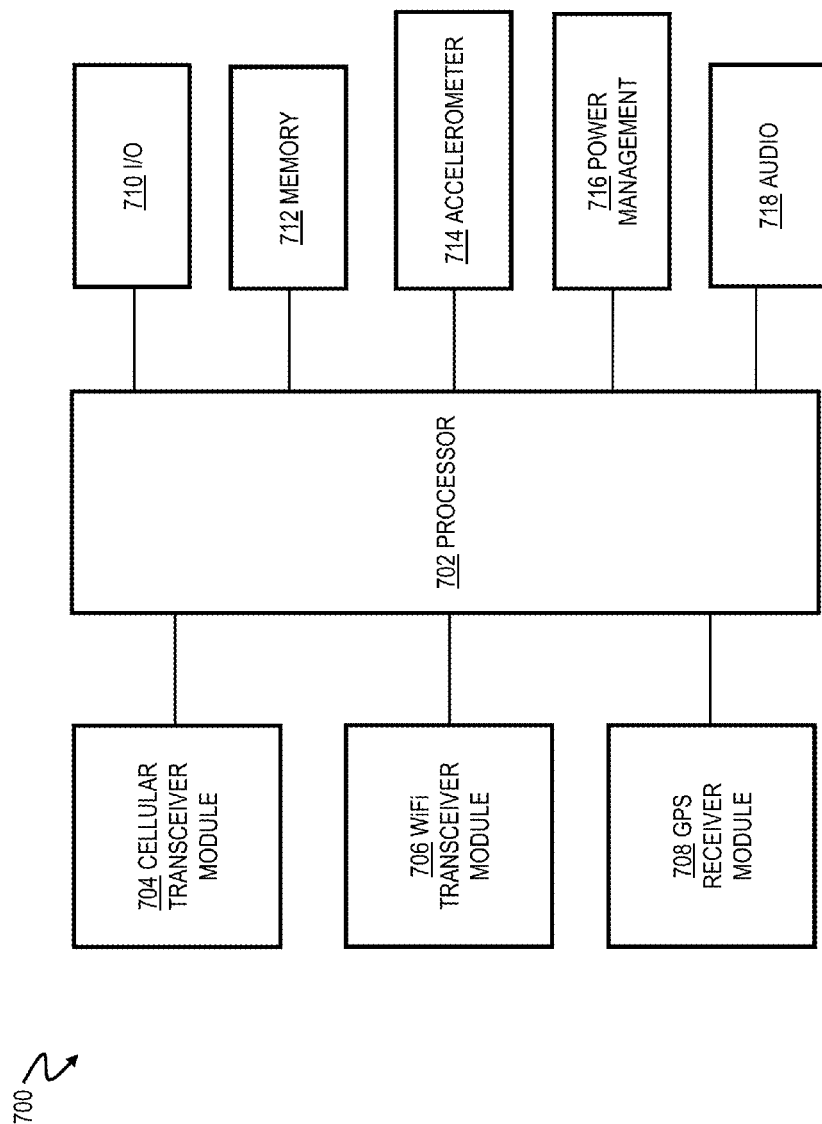 700
704 CELLULAR
TRANSCEIVER
MODULE
706 WiFi
TRANSCEIVER
MODULE
708 GPS
RECEIVER
MODULE
702 PROCESSOR
710 I/O
712 MEMORY
714 ACCELEROMETER
716 POWER
MANAGEMENT
718 AUDIO